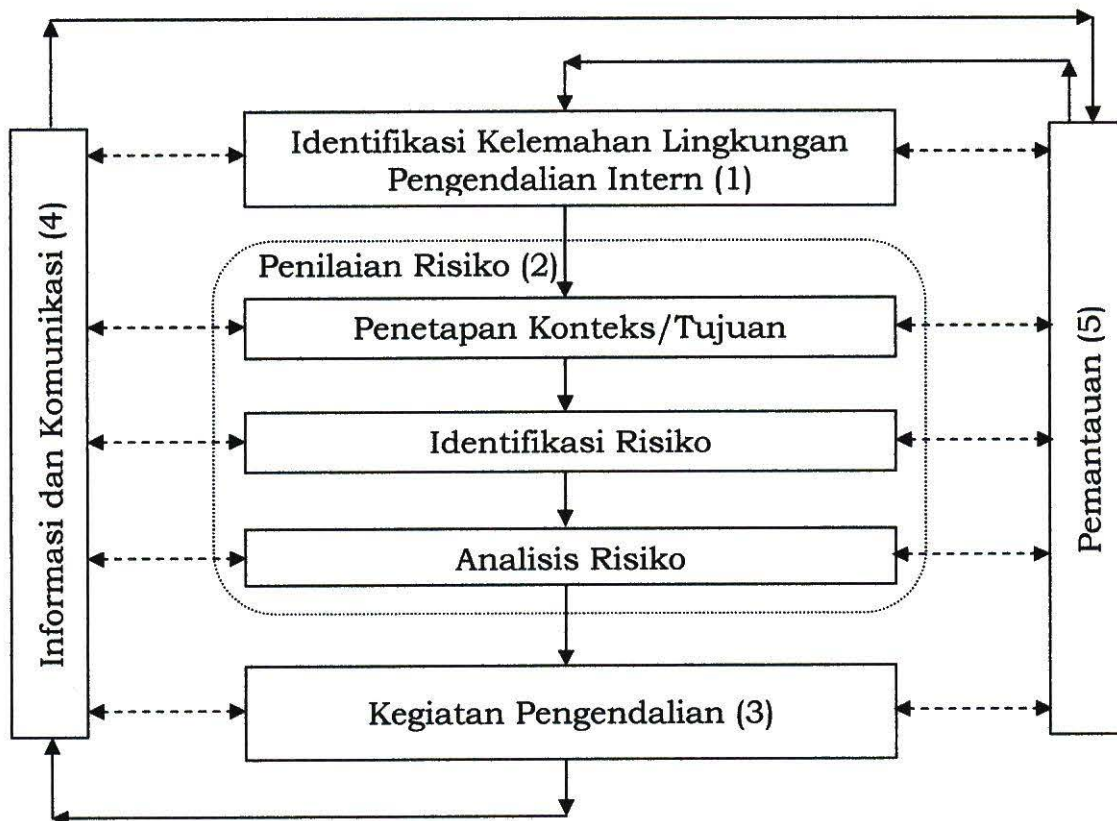 Identifikasi Kelemahan Lingkungan
Pengendalian Intern (1)
Penilaian Risiko (2)
Penetapan Konteks/Tujuan
Identifikasi Risiko
Analisis Risiko
Kegiatan Pengendalian (3)
Informasi dan Komunikasi (4)
Pemantauan (5)